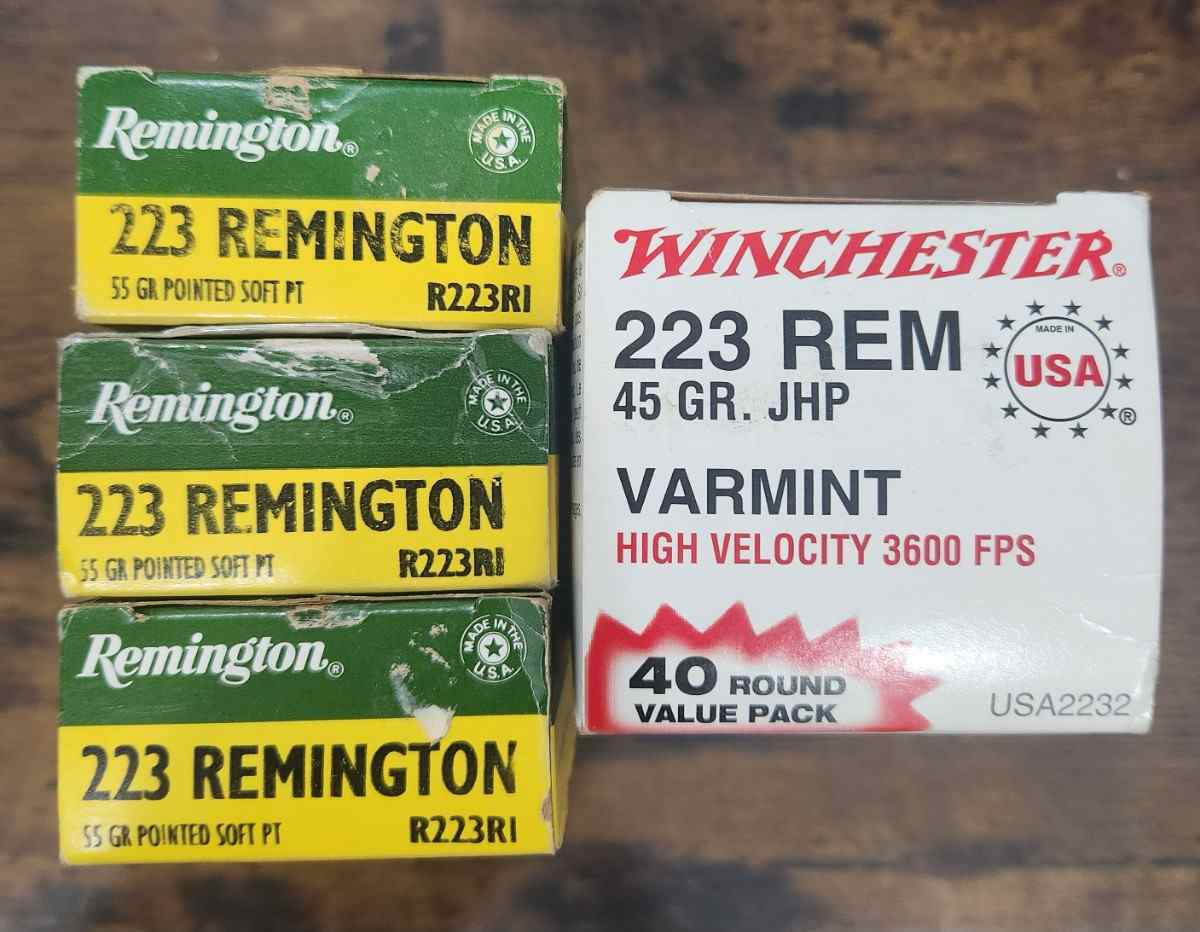 Remington®
MADE IN THE U.S.A.
223 REMINGTON
55 GR POINTED SOFT PT
R223R1
Remington®
MADE IN THE U.S.A.
223 REMINGTON
55 GR POINTED SOFT PT
R223R1
Remington®
MADE IN THE U.S.A.
223 REMINGTON
55 GR POINTED SOFT PT
R223R1
WINCHESTER®
223 REM
45 GR. JHP
MADE IN
USA
®
VARMINT
HIGH VELOCITY 3600 FPS
40 ROUND
VALUE PACK
USA2232